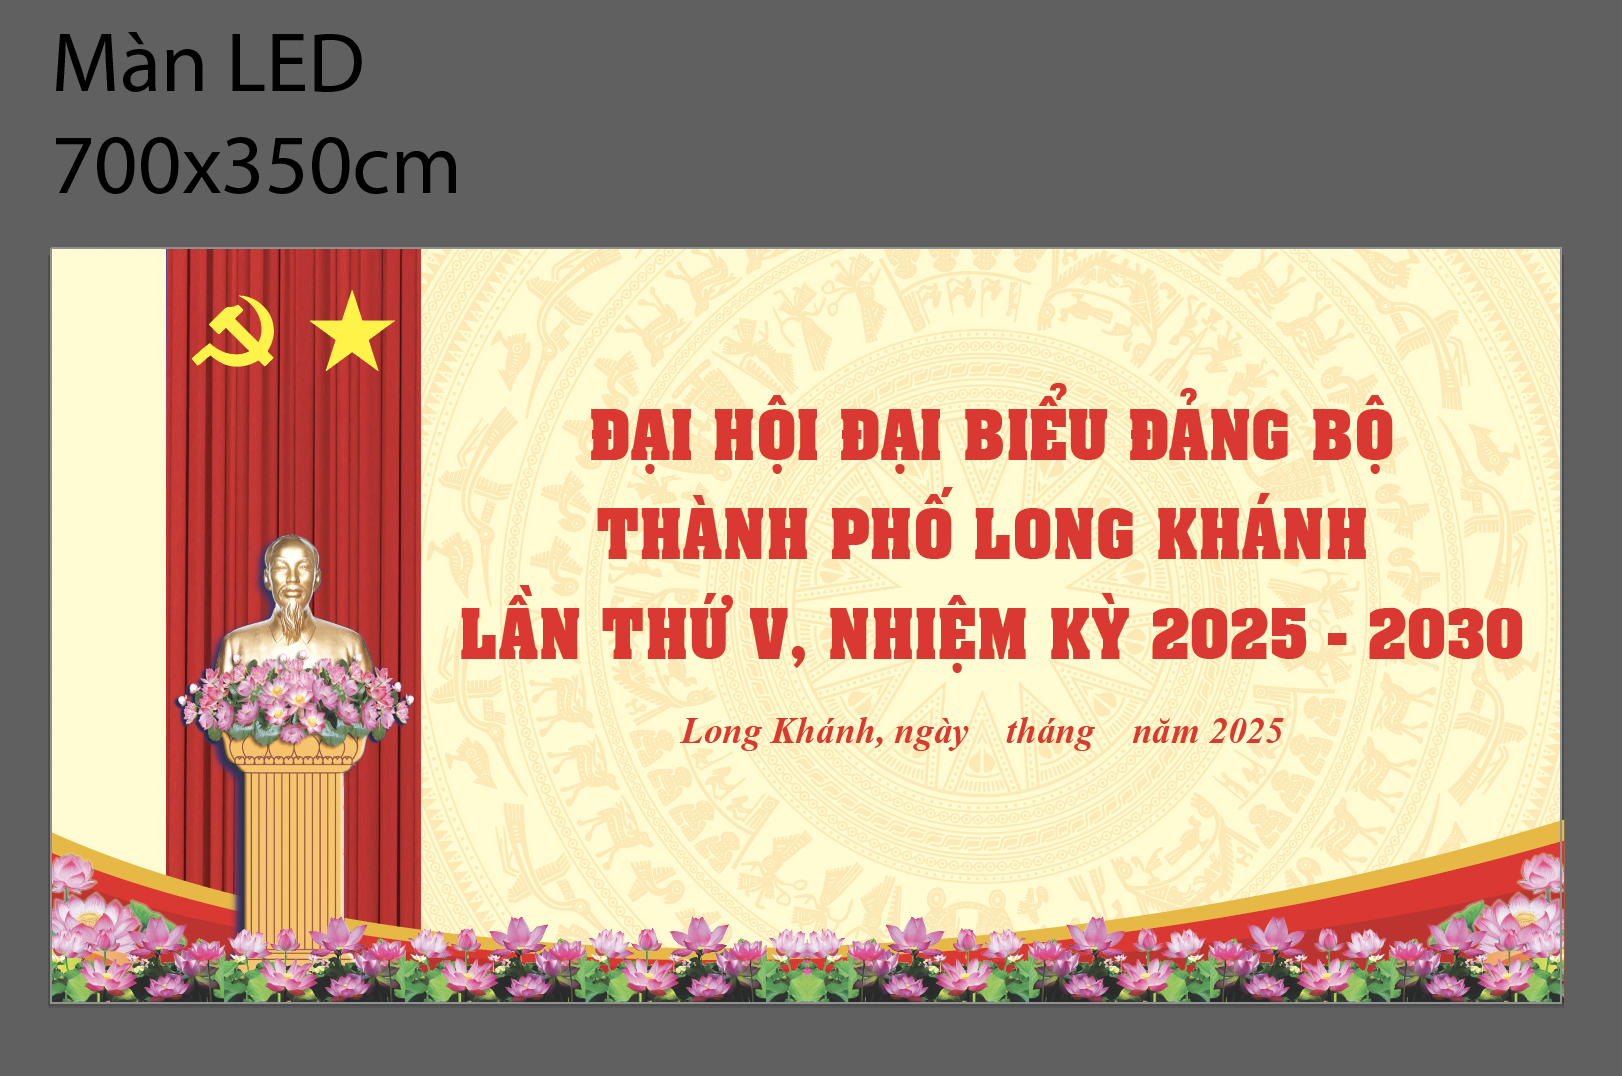 Màn LED
700x350cm
ĐẠI HỘI ĐẠI BIỂU ĐẢNG BỘ
THÀNH PHỐ LONG KHÁNH
LẦN THỨ V, NHIỆM KỲ 2025 - 2030
Long Khánh, ngày tháng năm 2025